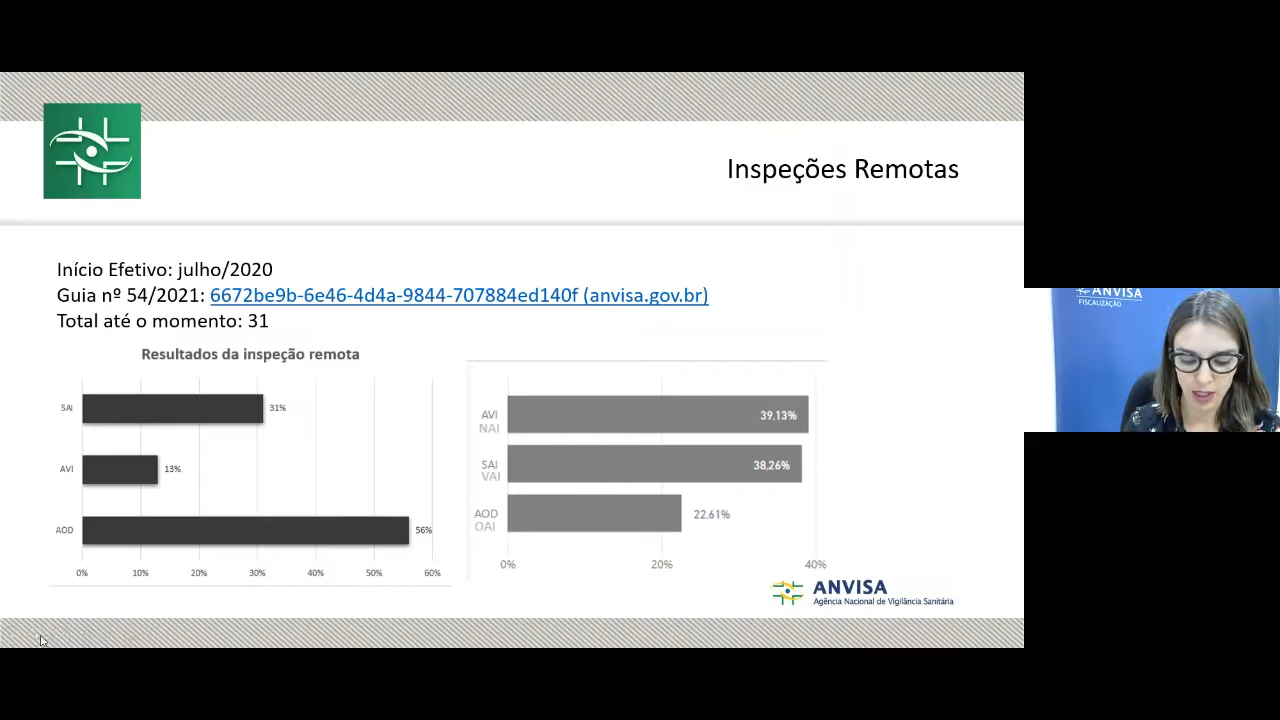 Inspeções Remotas
Início Efetivo: julho/2020
Guia nº 54/2021: 6672be9b-6e46-4d4a-9844-707884ed140f (anvisa.gov.br)
Total até o momento: 31
Resultados da inspeção remota
SAI
31%
AVI
13%
AOD
56%
0% 10% 20% 30% 40% 50% 60%
AVI
NAI
39,13%
SAI
VAI
38,26%
AOD
OAI
22,61%
0% 20% 40%
ANVISA
Agência Nacional de Vigilância Sanitária
ANVISA
FISCALIZAÇÃO